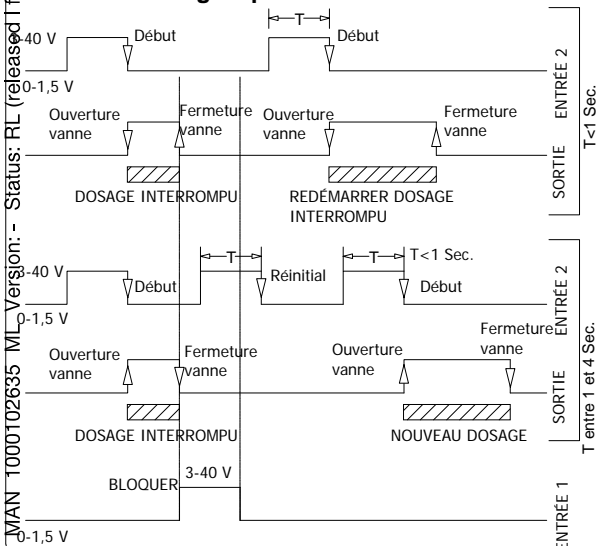 T
-40 V
Début
Début
0-1,5 V
Ouverture
vanne
Fermeture
vanne
Ouverture
vanne
Fermeture
vanne
DOSAGE INTERROMPU
REDÉMARRER DOSAGE
INTERROMPU
ENTRÉE 2
SORTIE
T<1 Sec.
T
T
T<1 Sec.
3-40 V
Début
Réinitial
Début
0-1,5 V
Ouverture
vanne
Fermeture
vanne
Ouverture
vanne
Fermeture
vanne
DOSAGE INTERROMPU
NOUVEAU DOSAGE
ENTRÉE 2
SORTIE
T entre 1 et 4 Sec.
BLOQUER
3-40 V
0-1,5 V
ENTRÉE 1
MAN 1000102635 ML Version: - Status: RL (released